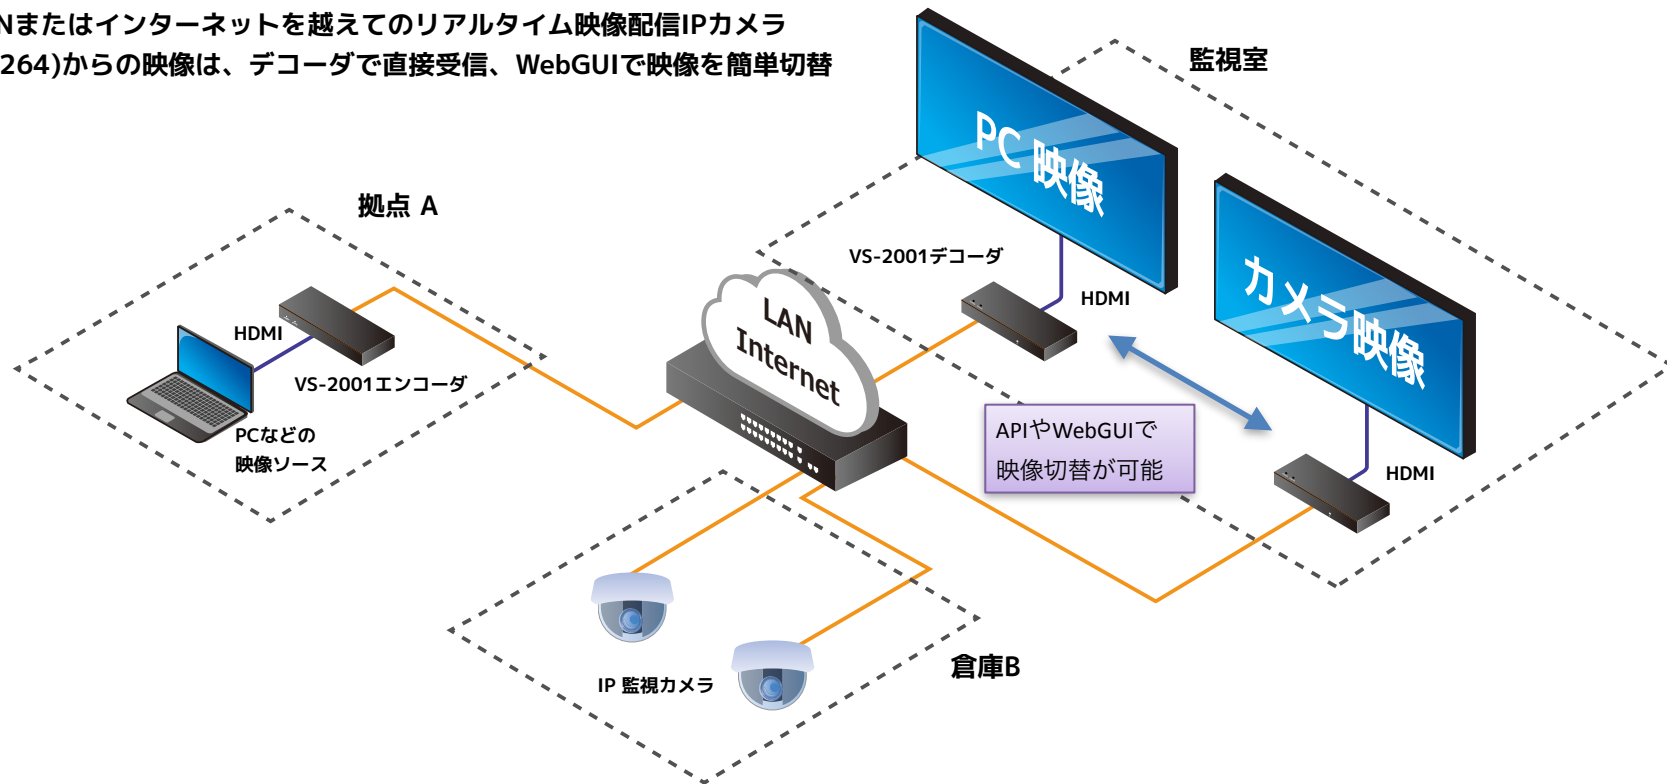 Nまたはインターネットを越えてのリアルタイム映像配信IPカメラ
264)からの映像は、デコーダで直接受信、WebGUIで映像を簡単切替
監視室
PC 映像
拠点 A
VS-2001デコーダ
HDMI
カメラ映像
LAN
Internet
HDMI
VS-2001エンコーダ
PCなどの
映像ソース
APIやWebGUIで
映像切替が可能
HDMI
倉庫B
IP 監視カメラ